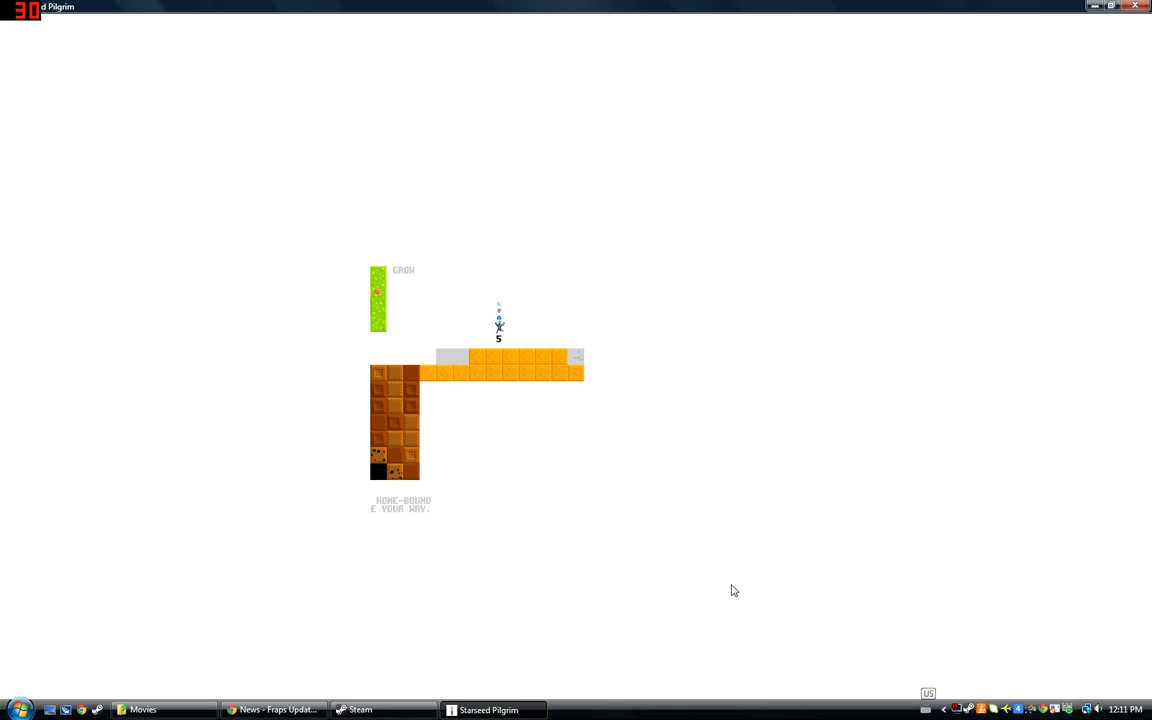 30
d Pilgrim
GROW
5
HOME-BOUND
E YOUR WAY.
US
Movies
News - Fraps Updat...
Steam
Starseed Pilgrim
4
12:11 PM